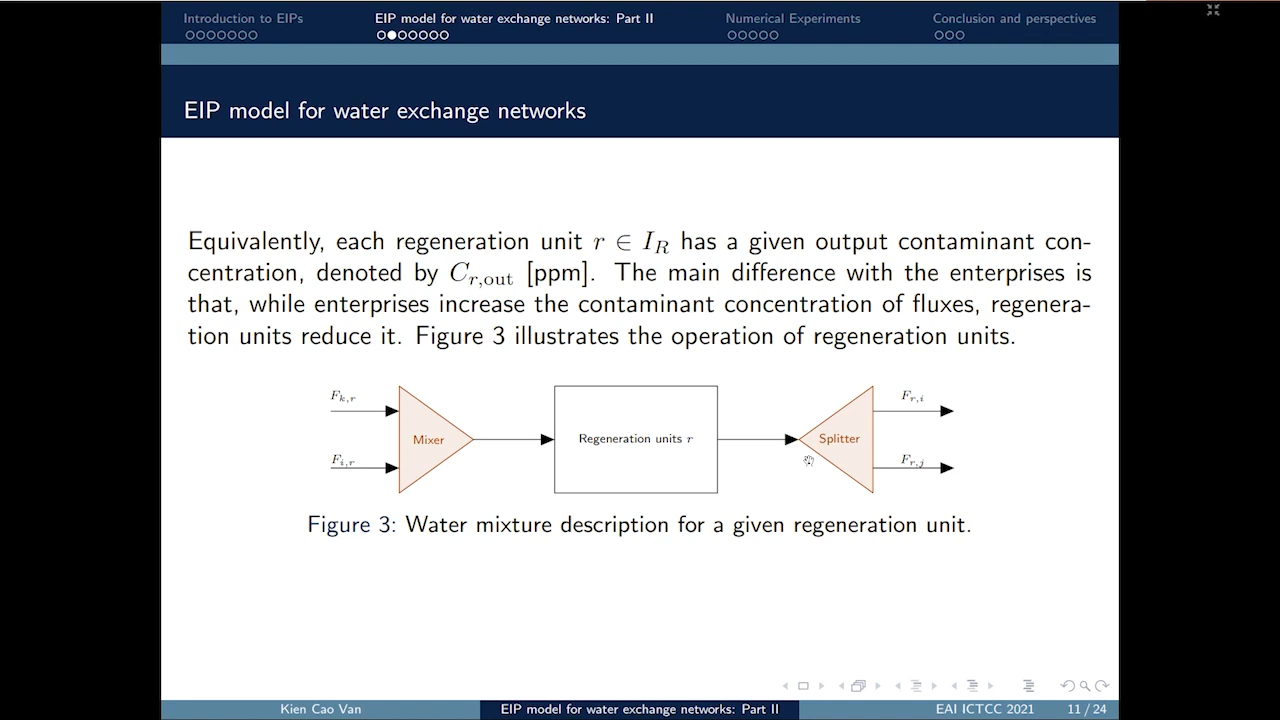 Introduction to EIPs
EIP model for water exchange networks: Part II
Numerical Experiments
Conclusion and perspectives
EIP model for water exchange networks
Equivalently, each regeneration unit r ∈ I_R has a given output contaminant con-
centration, denoted by C_{r,out} [ppm]. The main difference with the enterprises is
that, while enterprises increase the contaminant concentration of fluxes, regenera-
tion units reduce it. Figure 3 illustrates the operation of regeneration units.
F_{k,r}
F_{i,r}
Mixer
Regeneration units r
Splitter
F_{r,i}
F_{r,j}
Figure 3: Water mixture description for a given regeneration unit.
Kien Cao Van
EIP model for water exchange networks: Part II
EAI ICTCC 2021
11 / 24